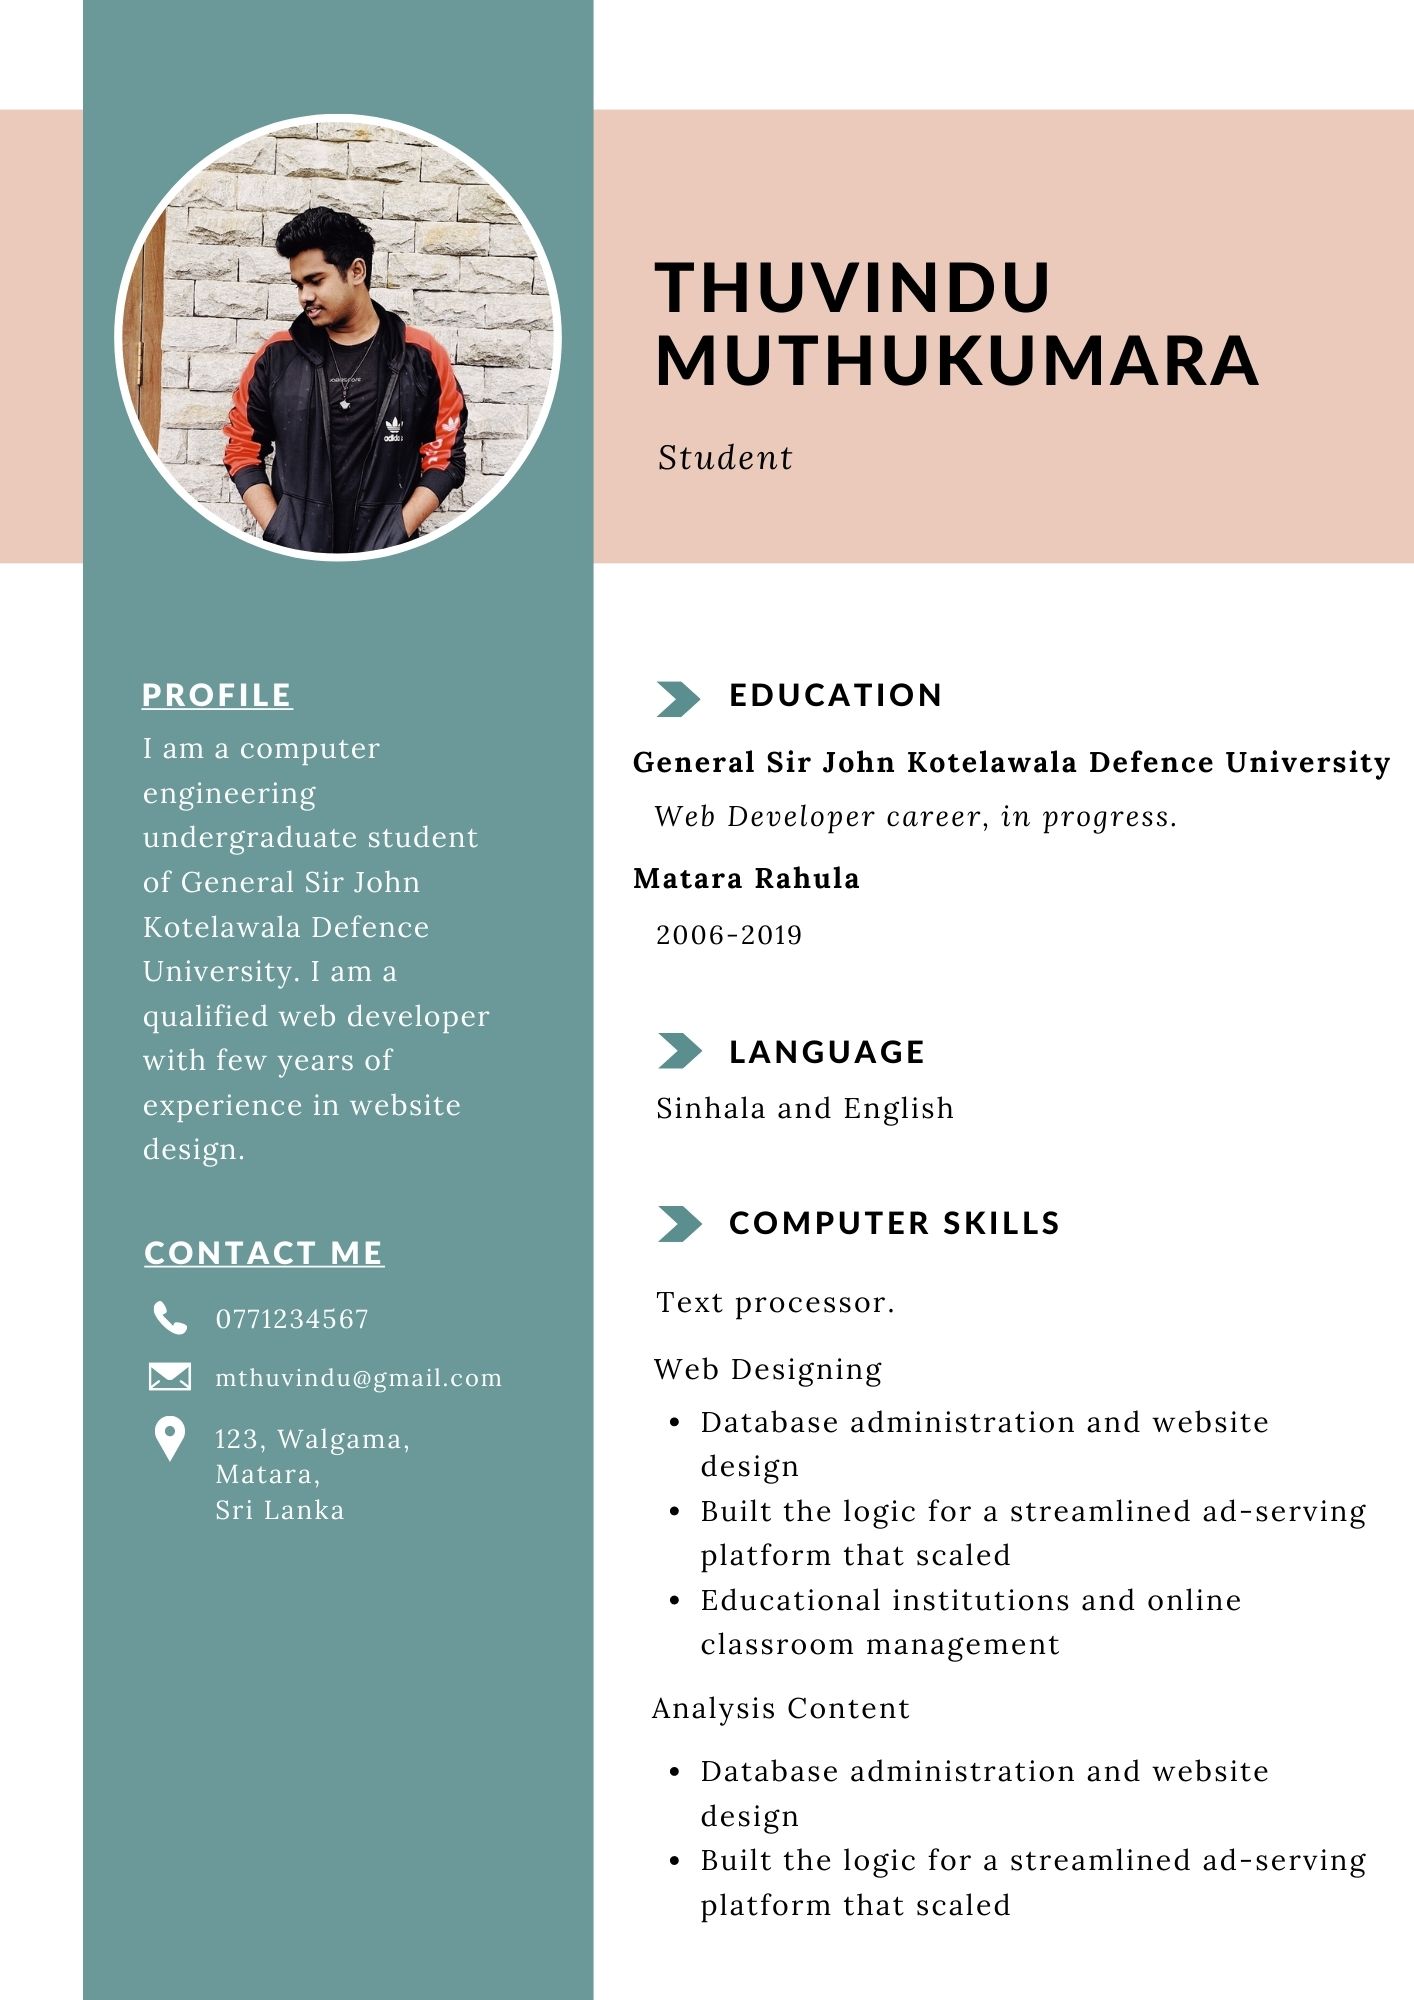 THUVINDU
MUTHUKUMARA
Student
adidas
PROFILE
I am a computer
engineering
undergraduate student
of General Sir John
Kotelawala Defence
University. I am a
qualified web developer
with few years of
experience in website
design.
CONTACT ME
0771234567
mthuvindu@gmail.com
123, Walgama,
Matara,
Sri Lanka
EDUCATION
General Sir John Kotelawala Defence University
Web Developer career, in progress.
Matara Rahula
2006-2019
LANGUAGE
Sinhala and English
COMPUTER SKILLS
Text processor.
Web Designing
• Database administration and website
design
• Built the logic for a streamlined ad-serving
platform that scaled
• Educational institutions and online
classroom management
Analysis Content
• Database administration and website
design
• Built the logic for a streamlined ad-serving
platform that scaled